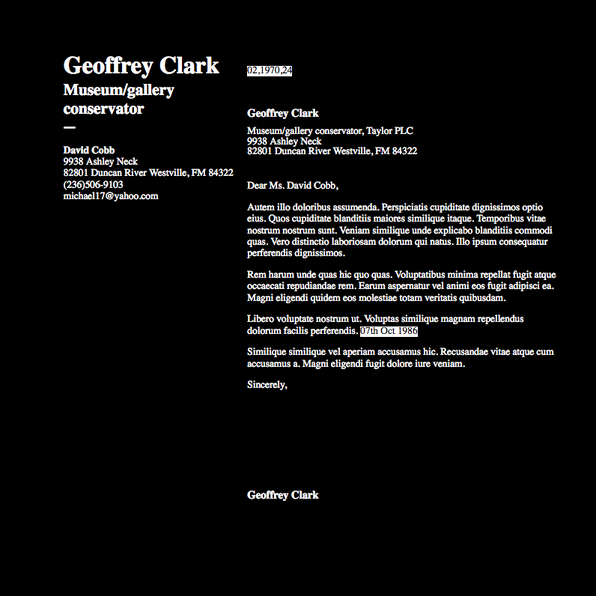 Geoffrey Clark
Museum/gallery
conservator
David Cobb
9938 Ashley Neck
82801 Duncan River Westville, FM 84322
(236)506-9103
michael17@yahoo.com
02,1970,24
Geoffrey Clark
Museum/gallery conservator, Taylor PLC
9938 Ashley Neck
82801 Duncan River Westville, FM 84322
Dear Ms. David Cobb,
Autem illo doloribus assumenda. Perspiciatis cupiditate dignissimos optio
eius. Quos cupiditate blanditiis maiores similique itaque. Temporibus vitae
nostrum nostrum sunt. Veniam similique unde explicabo blanditiis commodi
quas. Vero distinctio laboriosam dolorum qui natus. Illo ipsum consequatur
perferendis dignissimos.
Rem harum unde quas hic quo quas. Voluptatibus minima repellat fugit atque
occaecati repudiandae rem. Earum aspernatur vel animi eos fugit adipisci ea.
Magni eligendi quidem eos molestiae totam veritatis quibusdam.
Libero voluptate nostrum ut. Voluptas similique magnam repellendus
dolorum facilis perferendis. 07th Oct 1986
Similique similique vel aperiam accusamus hic. Recusandae vitae atque cum
accusamus a. Magni eligendi fugit dolore iure veniam.
Sincerely,
Geoffrey Clark